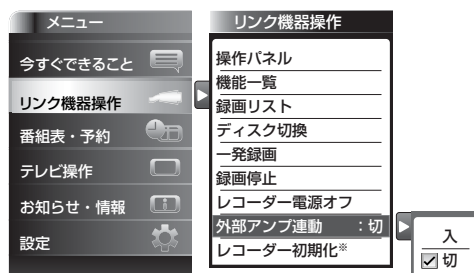 メニュー
今すぐできること
リンク機器操作
番組表・予約
テレビ操作
お知らせ・情報
設定
リンク機器操作
操作パネル
機能一覧
録画リスト
ディスク切換
一発録画
録画停止
レコーダー電源オフ
外部アンプ連動 ：切
レコーダー初期化※
入
切